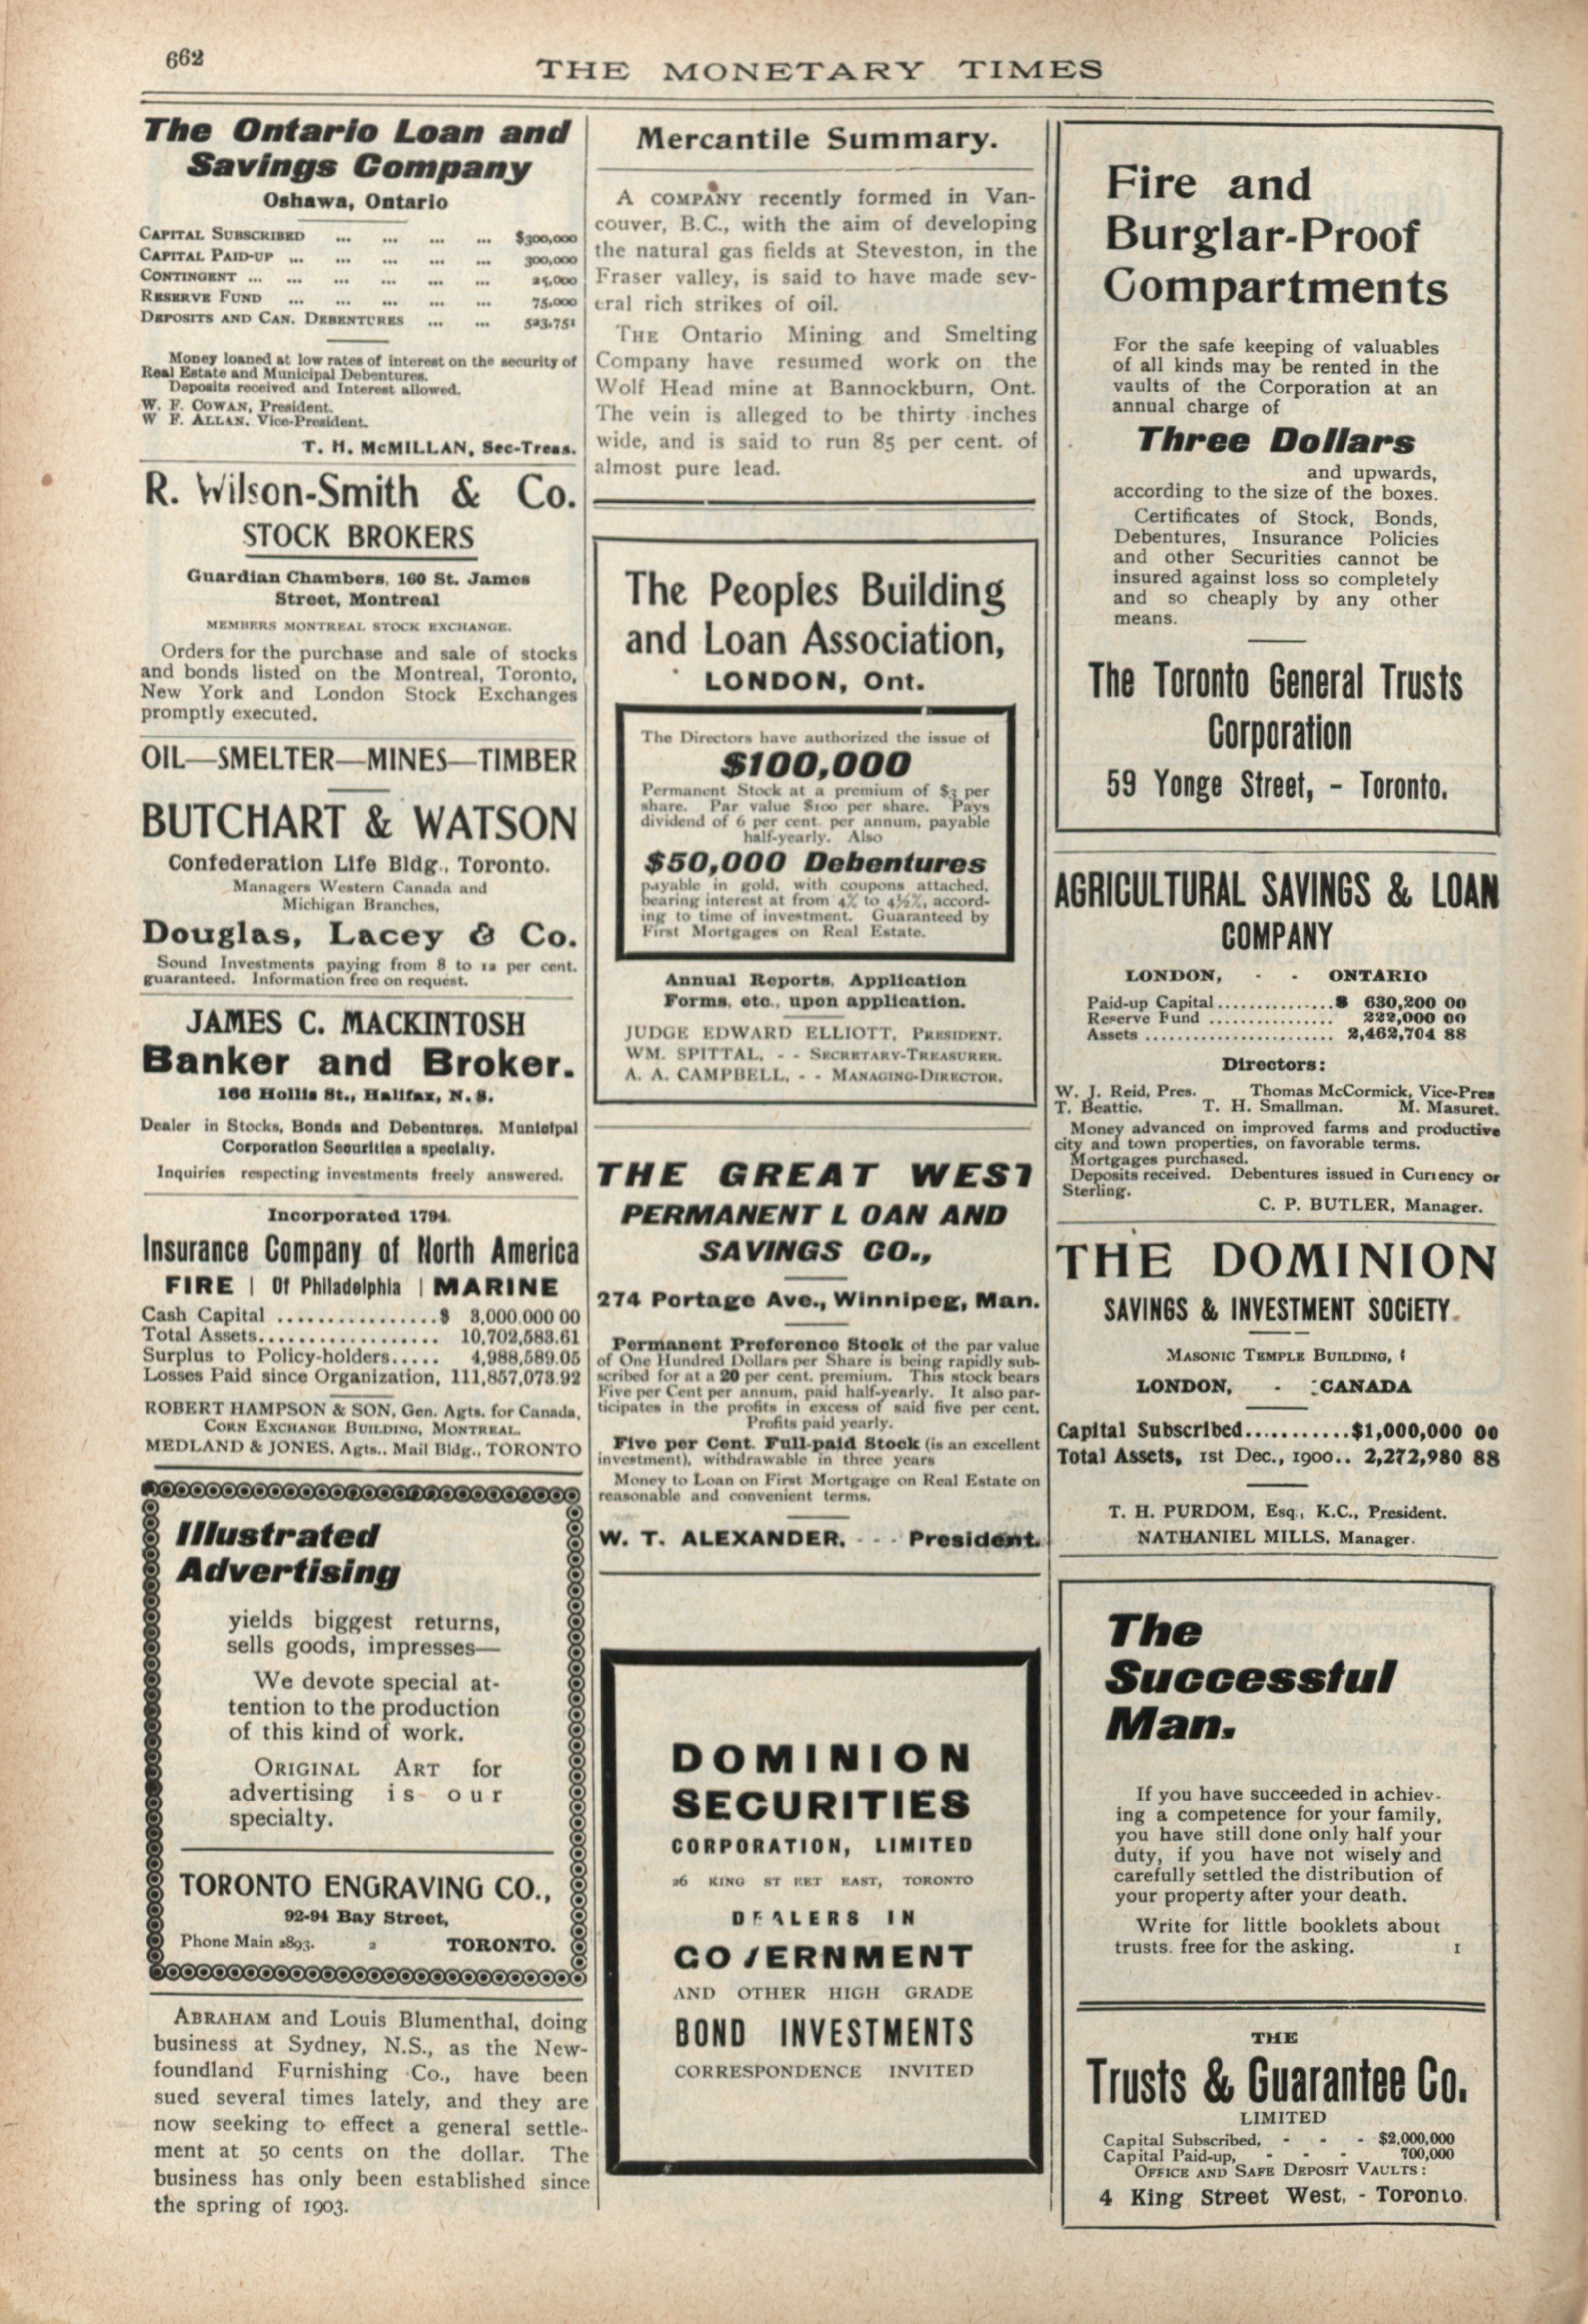 662
THE MONETARY TIMES
The Ontario Loan and
Savings Company
Oshawa, Ontario
CAPITAL SUBSCRIBED ... ... ... ... $300,000
CAPITAL PAID-UP ... ... ... ... ... 300,000
CONTINGENT ... ... ... ... ... ... 25,000
RESERVE FUND ... ... ... ... ... 75,000
DEPOSITS AND CAN. DEBENTURES ... ... 523,751
Money loaned at low rates of interest on the security of
Real Estate and Municipal Debentures.
Deposits received and Interest allowed.
W. F. COWAN, President.
W F. ALLAN. Vice-President.
T. H. McMILLAN, Sec-Treas.
R. Wilson-Smith & Co.
STOCK BROKERS
Guardian Chambers, 160 St. James
Street, Montreal
MEMBERS MONTREAL STOCK EXCHANGE.
Orders for the purchase and sale of stocks
and bonds listed on the Montreal, Toronto,
New York and London Stock Exchanges
promptly executed.
OIL—SMELTER—MINES—TIMBER
BUTCHART & WATSON
Confederation Life Bldg., Toronto.
Managers Western Canada and
Michigan Branches,
Douglas, Lacey & Co.
Sound Investments paying from 8 to 12 per cent.
guaranteed. Information free on request.
JAMES C. MACKINTOSH
Banker and Broker.
166 Hollis St., Halifax, N. S.
Dealer in Stocks, Bonds and Debentures. Municipal
Corporation Securities a specialty.
Inquiries respecting investments freely answered.
Incorporated 1794.
Insurance Company of North America
FIRE | Of Philadelphia | MARINE
Cash Capital ................$ 3,000,000 00
Total Assets.................. 10,702,583.61
Surplus to Policy-holders..... 4,988,589.05
Losses Paid since Organization, 111,857,073.92
ROBERT HAMPSON & SON, Gen. Agts. for Canada,
CORN EXCHANGE BUILDING, MONTREAL.
MEDLAND & JONES, Agts., Mail Bldg., TORONTO
Illustrated
Advertising
yields biggest returns,
sells goods, impresses—
We devote special at-
tention to the production
of this kind of work.
ORIGINAL ART for
advertising is our
specialty.
TORONTO ENGRAVING CO.,
92-94 Bay Street,
Phone Main 2893. 2 TORONTO.
ABRAHAM and Louis Blumenthal, doing
business at Sydney, N.S., as the New-
foundland Furnishing Co., have been
sued several times lately, and they are
now seeking to effect a general settle-
ment at 50 cents on the dollar. The
business has only been established since
the spring of 1903.
Mercantile Summary.
A COMPANY recently formed in Van-
couver, B.C., with the aim of developing
the natural gas fields at Steveston, in the
Fraser valley, is said to have made sev-
eral rich strikes of oil.
THE Ontario Mining and Smelting
Company have resumed work on the
Wolf Head mine at Bannockburn, Ont.
The vein is alleged to be thirty inches
wide, and is said to run 85 per cent. of
almost pure lead.
The Peoples Building
and Loan Association,
LONDON, Ont.
The Directors have authorized the issue of
$100,000
Permanent Stock at a premium of $3 per
share. Par value $100 per share. Pays
dividend of 6 per cent. per annum, payable
half-yearly. Also
$50,000 Debentures
payable in gold, with coupons attached,
bearing interest at from 4% to 4½%, accord-
ing to time of investment. Guaranteed by
First Mortgages on Real Estate.
Annual Reports, Application
Forms, etc., upon application.
JUDGE EDWARD ELLIOTT, PRESIDENT.
WM. SPITTAL, - - SECRETARY-TREASURER.
A. A. CAMPBELL, - - MANAGING-DIRECTOR.
THE GREAT WEST
PERMANENT L OAN AND
SAVINGS CO.,
274 Portage Ave., Winnipeg, Man.
Permanent Preference Stock of the par value
of One Hundred Dollars per Share is being rapidly sub-
scribed for at a 20 per cent. premium. This stock bears
Five per Cent per annum, paid half-yearly. It also par-
ticipates in the profits in excess of said five per cent.
Profits paid yearly.
Five per Cent. Full-paid Stock (is an excellent
investment), withdrawable in three years
Money to Loan on First Mortgage on Real Estate on
reasonable and convenient terms.
W. T. ALEXANDER, - - - President.
DOMINION
SECURITIES
CORPORATION, LIMITED
26 KING ST EET EAST, TORONTO
DEALERS IN
GOVERNMENT
AND OTHER HIGH GRADE
BOND INVESTMENTS
CORRESPONDENCE INVITED
Fire and
Burglar-Proof
Compartments
For the safe keeping of valuables
of all kinds may be rented in the
vaults of the Corporation at an
annual charge of
Three Dollars
and upwards,
according to the size of the boxes.
Certificates of Stock, Bonds,
Debentures, Insurance Policies
and other Securities cannot be
insured against loss so completely
and so cheaply by any other
means.
The Toronto General Trusts
Corporation
59 Yonge Street, - Toronto.
AGRICULTURAL SAVINGS & LOAN
COMPANY
LONDON, - - ONTARIO
Paid-up Capital...............$ 630,200 00
Reserve Fund ................ 222,000 00
Assets ........................ 2,462,704 88
Directors:
W. J. Reid, Pres. Thomas McCormick, Vice-Pres
T. Beattie. T. H. Smallman. M. Masuret.
Money advanced on improved farms and productive
city and town properties, on favorable terms.
Mortgages purchased.
Deposits received. Debentures issued in Currency or
Sterling.
C. P. BUTLER, Manager.
THE DOMINION
SAVINGS & INVESTMENT SOCIETY.
MASONIC TEMPLE BUILDING,
LONDON, - CANADA
Capital Subscribed...........$1,000,000 00
Total Assets, 1st Dec., 1900.. 2,272,980 88
T. H. PURDOM, Esq., K.C., President.
NATHANIEL MILLS, Manager.
The
Successful
Man.
If you have succeeded in achiev-
ing a competence for your family,
you have still done only half your
duty, if you have not wisely and
carefully settled the distribution of
your property after your death.
Write for little booklets about
trusts. free for the asking. 1
THE
Trusts & Guarantee Co.
LIMITED
Capital Subscribed, - - - $2,000,000
Capital Paid-up, - - - 700,000
OFFICE AND SAFE DEPOSIT VAULTS:
4 King Street West, - Toronto.